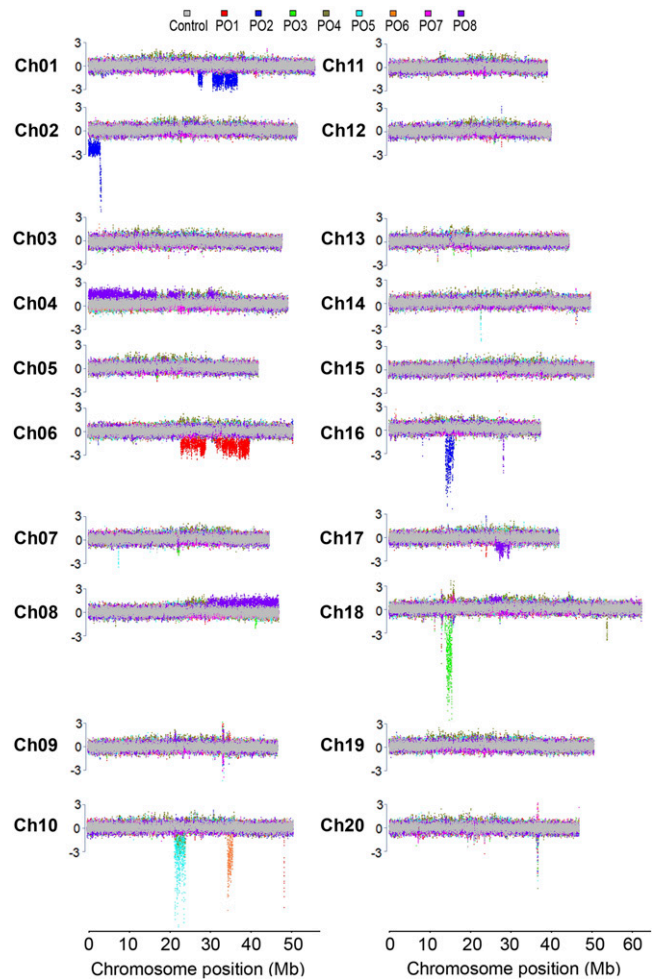 Control PO1 PO2 PO3 PO4 PO5 PO6 PO7 PO8
Ch01 3 0 -3
Ch02 3 0 -3
Ch03 3 0 -3
Ch04 3 0 -3
Ch05 3 0 -3
Ch06 3 0 -3
Ch07 3 0 -3
Ch08 3 0 -3
Ch09 3 0 -3
Ch10 3 0 -3
0 10 20 30 40 50
Chromosome position (Mb)
Ch11 3 0 -3
Ch12 3 0 -3
Ch13 3 0 -3
Ch14 3 0 -3
Ch15 3 0 -3
Ch16 3 0 -3
Ch17 3 0 -3
Ch18 3 0 -3
Ch19 3 0 -3
Ch20 3 0 -3
0 10 20 30 40 50 60
Chromosome position (Mb)